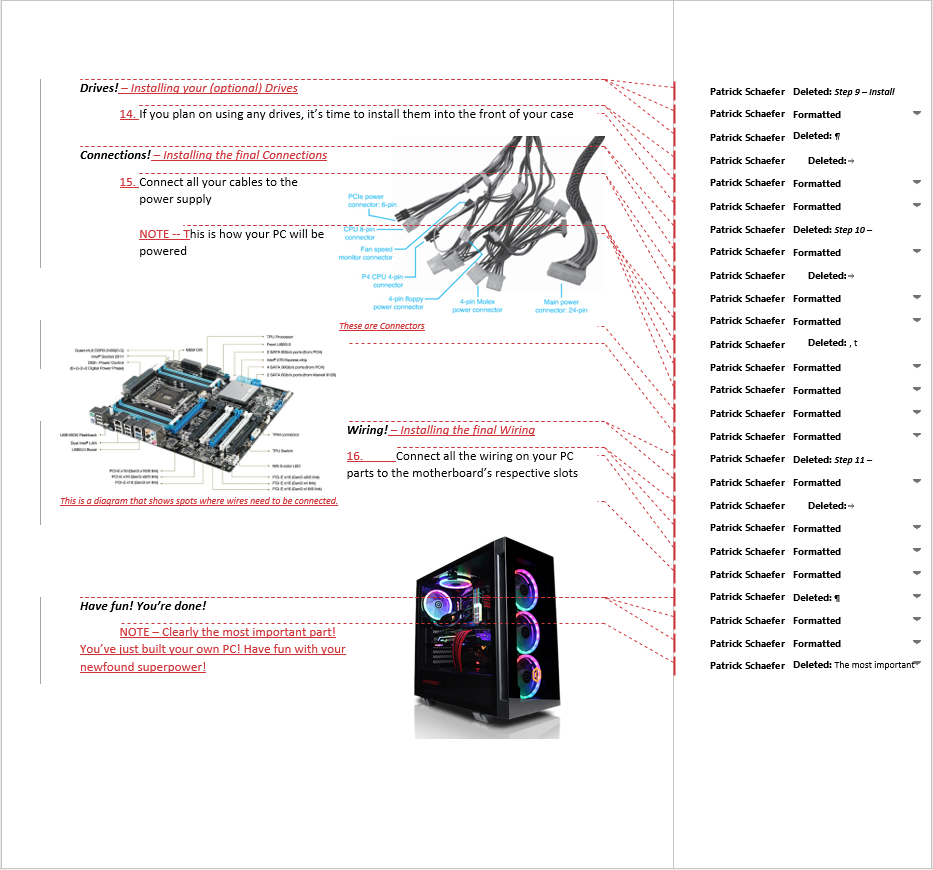 Drives! – Installing your (optional) Drives
14. If you plan on using any drives, it's time to install them into the front of your case
Connections! – Installing the final Connections
15. Connect all your cables to the
power supply
NOTE -- This is how your PC will be
powered
PCIe power
connector: 6-pin
CPU 8-pin
connector
Fan speed
monitor connector
P4 CPU 4-pin
connector
4-pin floppy
power connector
4-pin Molex
power connector
Main power
connector: 24-pin
These are Connectors
TPU Processor
MEM OK!
TPM connector
TPU Switch
Dual Intel® LAN
This is a diagram that shows spots where wires need to be connected.
Wiring! – Installing the final Wiring
16. Connect all the wiring on your PC
parts to the motherboard's respective slots
Have fun! You're done!
NOTE – Clearly the most important part!
You've just built your own PC! Have fun with your
newfound superpower!
Patrick Schaefer Deleted: Step 9 – Install
Patrick Schaefer Formatted
Patrick Schaefer Deleted: ¶
Patrick Schaefer Deleted: →
Patrick Schaefer Formatted
Patrick Schaefer Formatted
Patrick Schaefer Deleted: Step 10 –
Patrick Schaefer Formatted
Patrick Schaefer Deleted: →
Patrick Schaefer Formatted
Patrick Schaefer Formatted
Patrick Schaefer Deleted: , t
Patrick Schaefer Formatted
Patrick Schaefer Formatted
Patrick Schaefer Formatted
Patrick Schaefer Formatted
Patrick Schaefer Deleted: Step 11 –
Patrick Schaefer Formatted
Patrick Schaefer Deleted: →
Patrick Schaefer Formatted
Patrick Schaefer Formatted
Patrick Schaefer Formatted
Patrick Schaefer Deleted: ¶
Patrick Schaefer Formatted
Patrick Schaefer Formatted
Patrick Schaefer Deleted: The most important